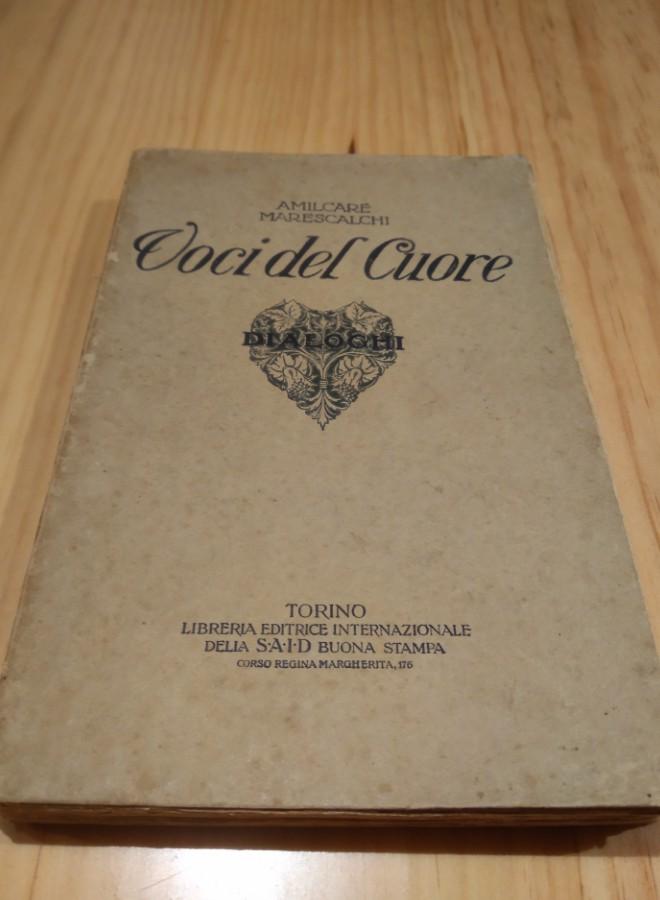 AMILCARE
MARESCALCHI
Voci del Cuore
DIALOGHI
TORINO
LIBRERIA EDITRICE INTERNAZIONALE
DELLA S·A·I·D BUONA STAMPA
CORSO REGINA MARGHERITA, 176